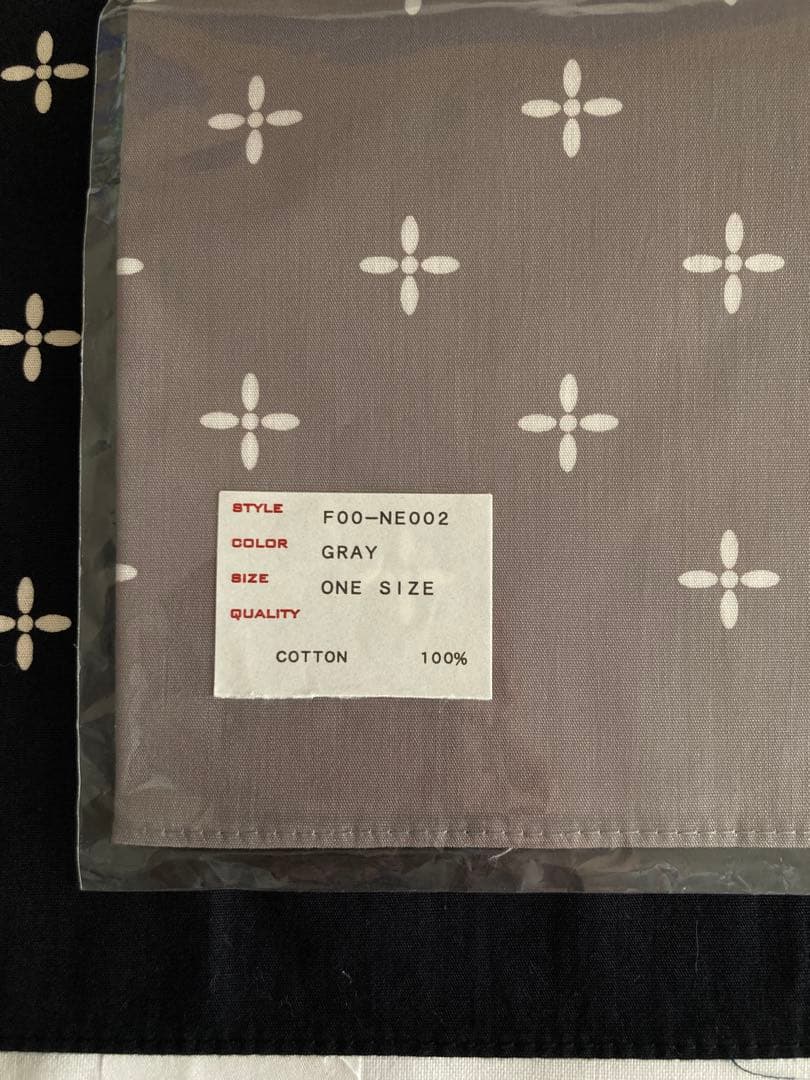 STYLE F00-NE002
COLOR GRAY
SIZE ONE SIZE
QUALITY
COTTON 100%